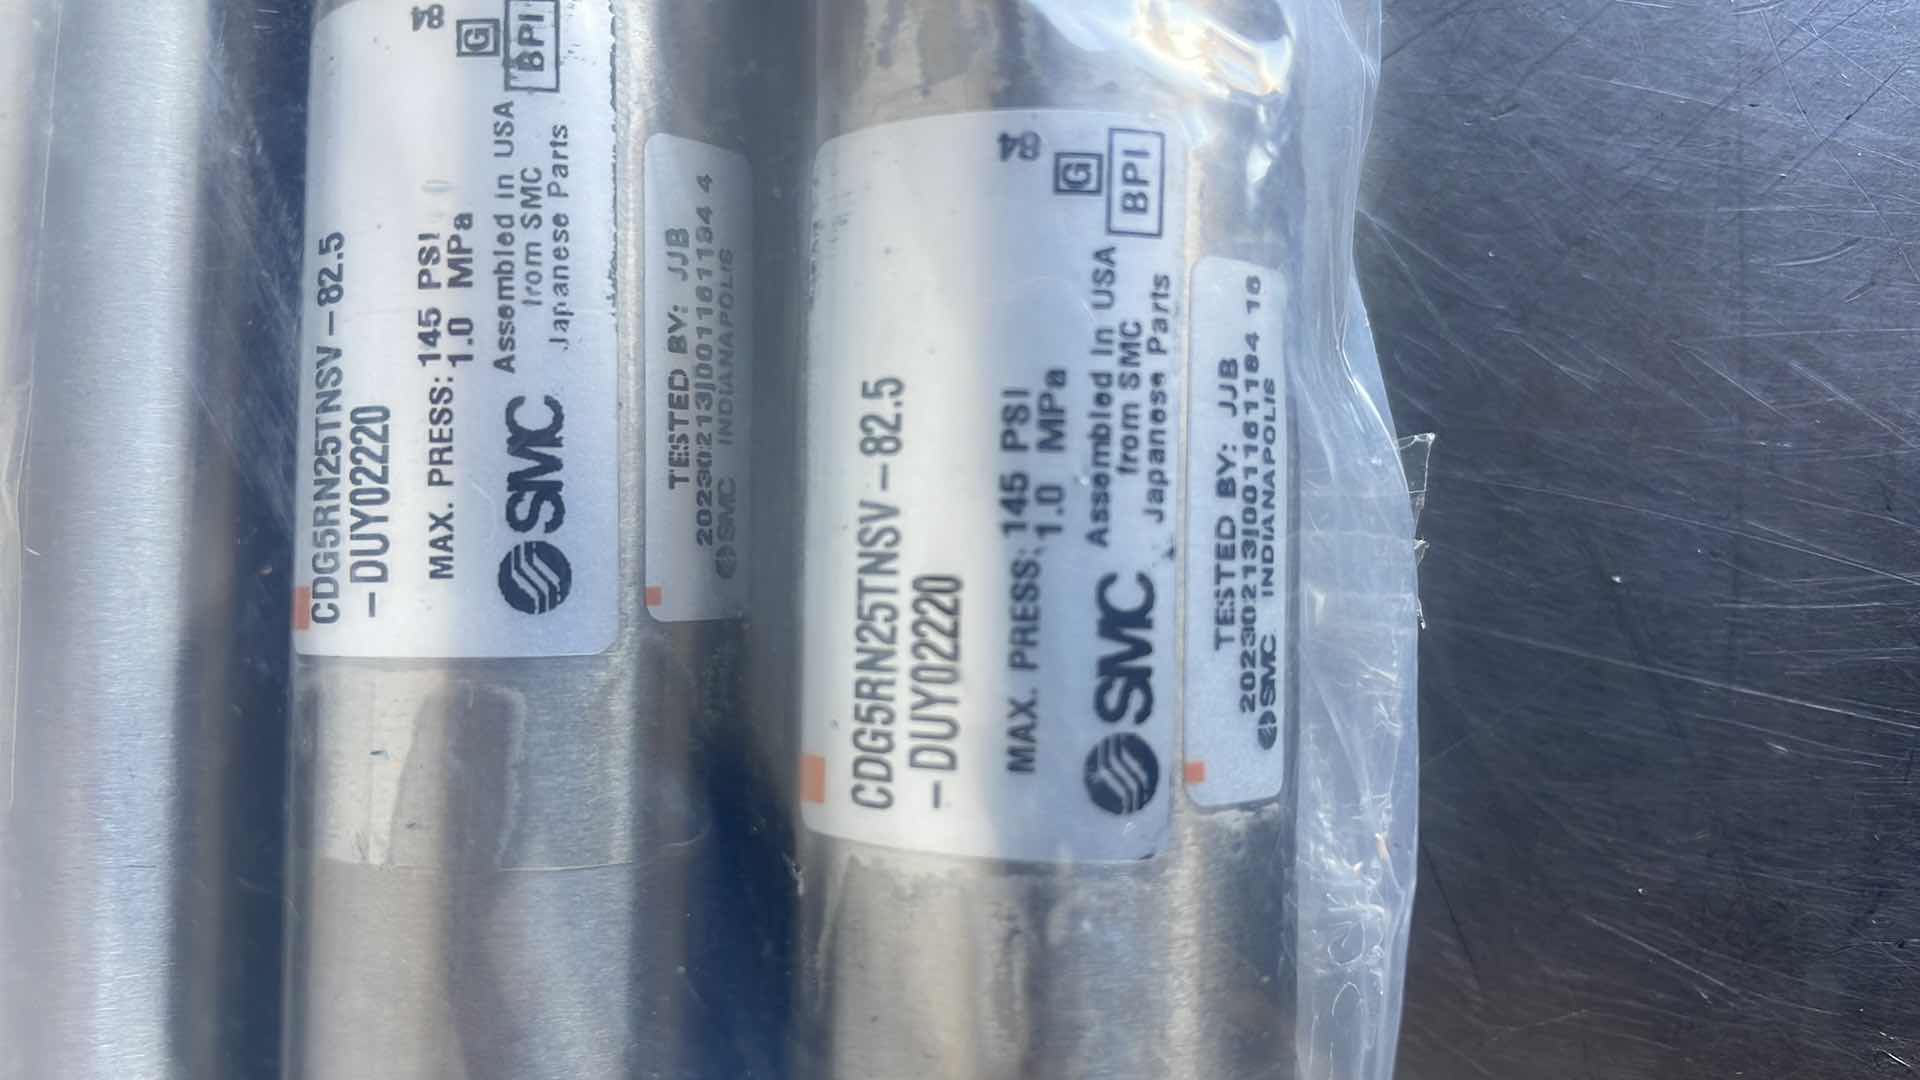 CDG5RN25TNSV-82.5
-DUY02220
MAX. PRESS: 145 PSI
1.0 MPa
SMC
Assembled in USA
from SMC
Japanese Parts
84
G
BPI
TESTED BY: JJB
SMC INDIANAPOLIS
CDG5RN25TNSV-82.5
-DUY02220
MAX. PRESS: 145 PSI
1.0 MPa
SMC
Assembled in USA
from SMC
Japanese Parts
84
G
BPI
TESTED BY: JJB
SMC INDIANAPOLIS